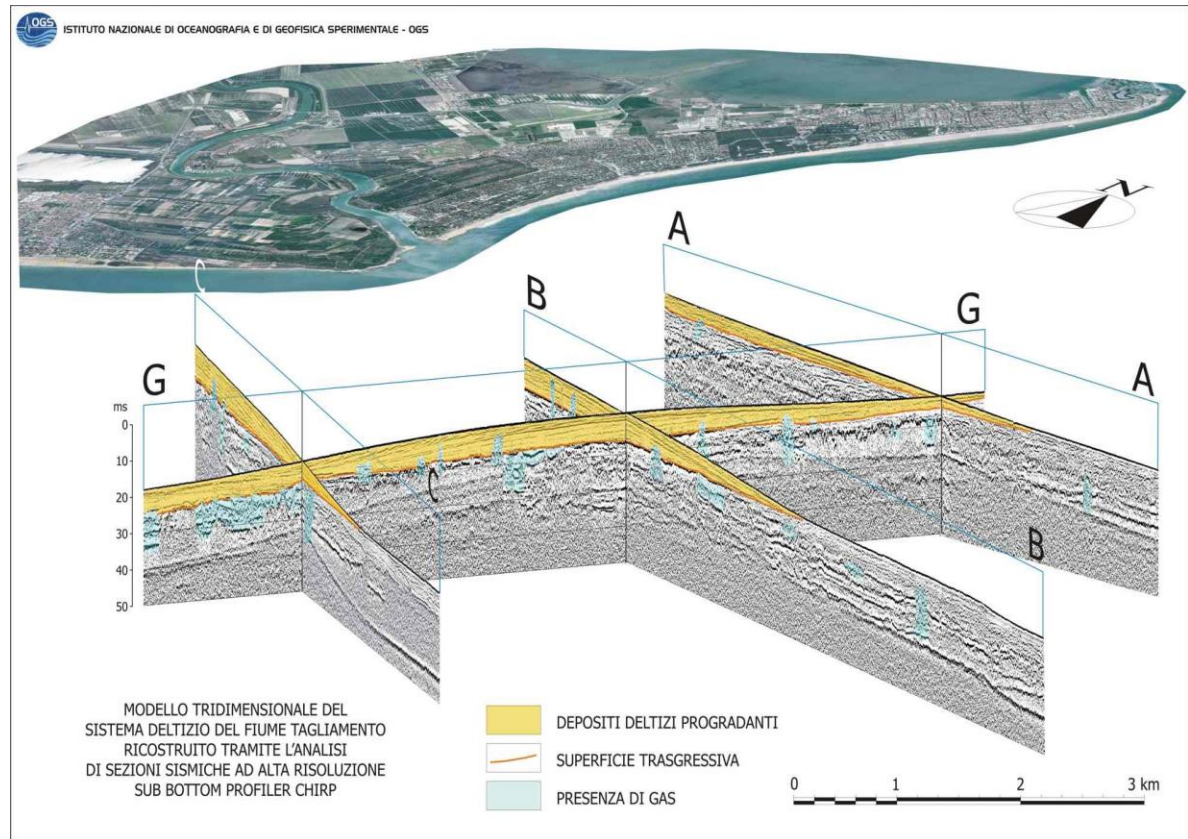 OGS
ISTITUTO NAZIONALE DI OCEANOGRAFIA E DI GEOFISICA SPERIMENTALE - OGS
N
A
C
B
G
G
A
ms
0
10
C
20
30
B
40
50
MODELLO TRIDIMENSIONALE DEL
SISTEMA DELTIZIO DEL FIUME TAGLIAMENTO
RICOSTRUITO TRAMITE L'ANALISI
DI SEZIONI SISMICHE AD ALTA RISOLUZIONE
SUB BOTTOM PROFILER CHIRP
DEPOSITI DELTIZI PROGRADANTI
SUPERFICIE TRASGRESSIVA
PRESENZA DI GAS
0 1 2 3 km